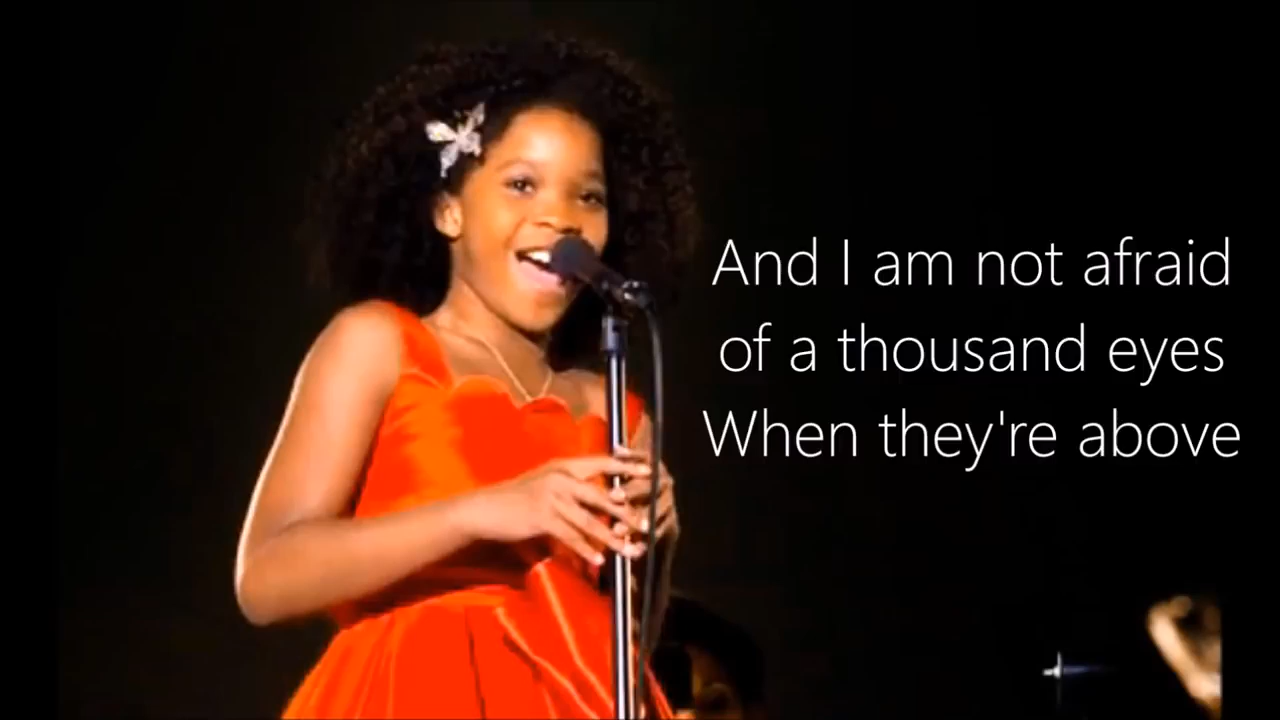 And I am not afraid
of a thousand eyes
When they're above